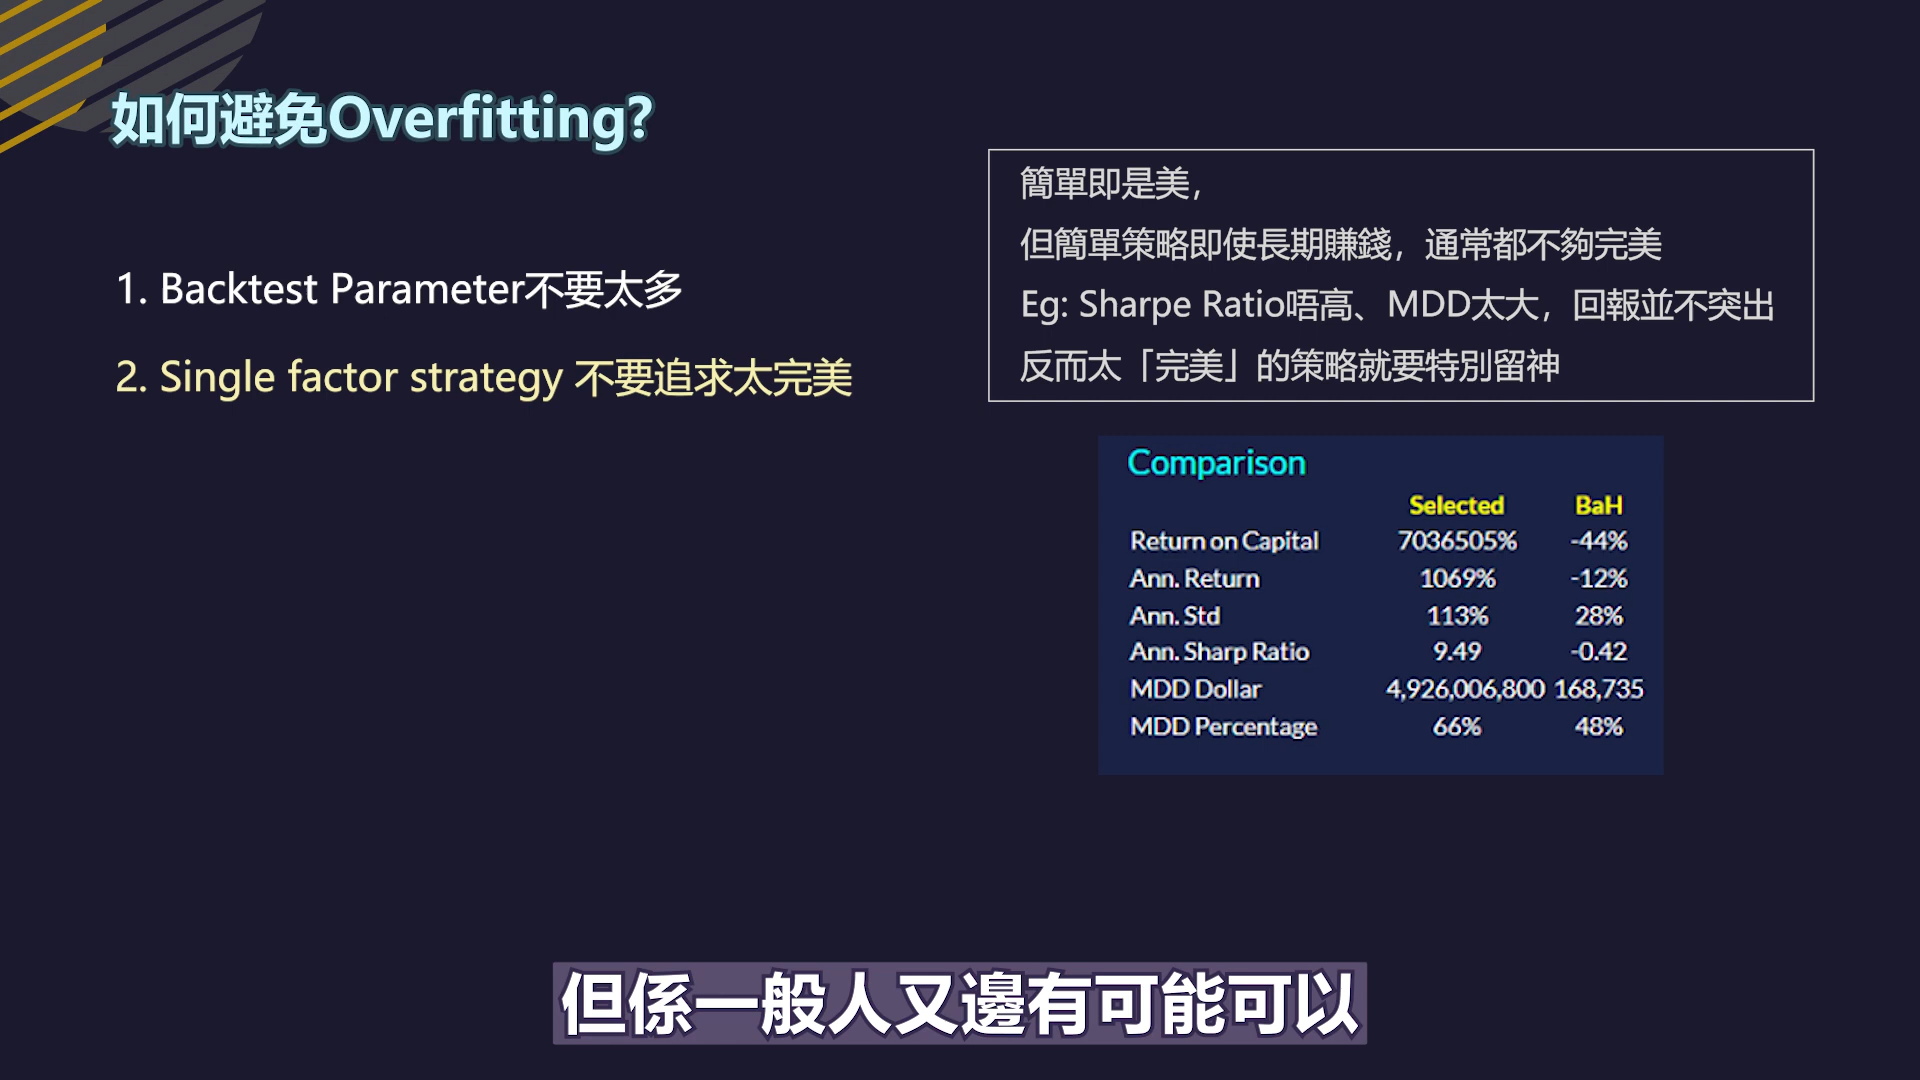 如何避免Overfitting?
1. Backtest Parameter不要太多
2. Single factor strategy 不要追求太完美
簡單即是美,
但簡單策略即使長期賺錢，通常都不夠完美
Eg: Sharpe Ratio唔高、MDD太大，回報並不突出
反而太「完美」的策略就要特別留神
Comparison
Selected BaH
Return on Capital 7036505% -44%
Ann. Return 1069% -12%
Ann. Std 113% 28%
Ann. Sharp Ratio 9.49 -0.42
MDD Dollar 4,926,006,800 168,735
MDD Percentage 66% 48%
但係一般人又邊有可能可以